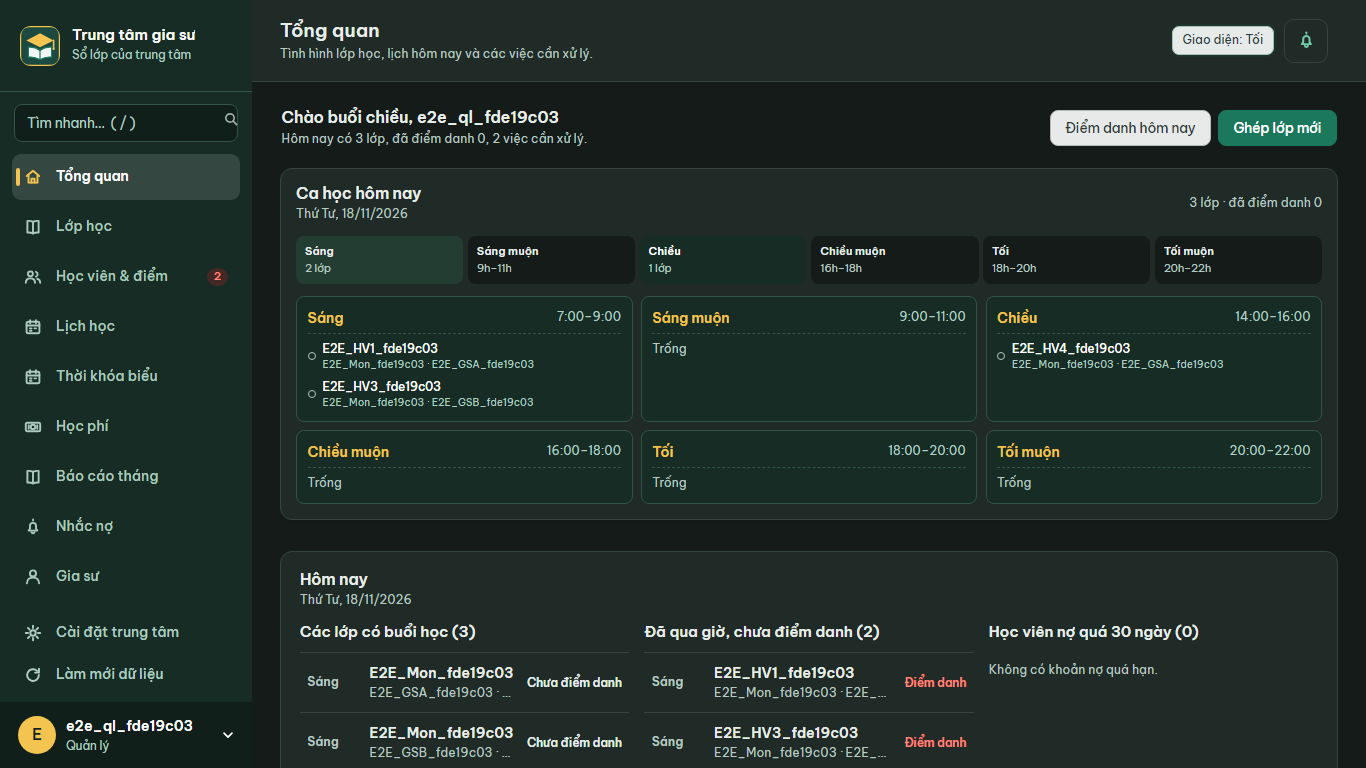 Trung tâm gia sư
Sổ lớp của trung tâm
Tìm nhanh... ( / )
Tổng quan
Lớp học
Học viên & điểm
2
Lịch học
Thời khóa biểu
Học phí
Báo cáo tháng
Nhắc nợ
Gia sư
Cài đặt trung tâm
Làm mới dữ liệu
E
e2e_ql_fde19c03
Quản lý
Tổng quan
Tình hình lớp học, lịch hôm nay và các việc cần xử lý.
Giao diện: Tối
Chào buổi chiều, e2e_ql_fde19c03
Hôm nay có 3 lớp, đã điểm danh 0, 2 việc cần xử lý.
Điểm danh hôm nay
Ghép lớp mới
Ca học hôm nay
Thứ Tư, 18/11/2026
3 lớp · đã điểm danh 0
Sáng
2 lớp
Sáng muộn
9h–11h
Chiều
1 lớp
Chiều muộn
16h–18h
Tối
18h–20h
Tối muộn
20h–22h
Sáng 7:00–9:00
E2E_HV1_fde19c03
E2E_Mon_fde19c03 · E2E_GSA_fde19c03
E2E_HV3_fde19c03
E2E_Mon_fde19c03 · E2E_GSB_fde19c03
Sáng muộn 9:00–11:00
Trống
Chiều 14:00–16:00
E2E_HV4_fde19c03
E2E_Mon_fde19c03 · E2E_GSA_fde19c03
Chiều muộn 16:00–18:00
Trống
Tối 18:00–20:00
Trống
Tối muộn 20:00–22:00
Trống
Hôm nay
Thứ Tư, 18/11/2026
Các lớp có buổi học (3)
Sáng
E2E_Mon_fde19c03
E2E_GSA_fde19c03 · ...
Chưa điểm danh
Sáng
E2E_Mon_fde19c03
E2E_GSB_fde19c03 · ...
Chưa điểm danh
Đã qua giờ, chưa điểm danh (2)
Sáng
E2E_HV1_fde19c03
E2E_Mon_fde19c03 · E2E_...
Điểm danh
Sáng
E2E_HV3_fde19c03
E2E_Mon_fde19c03 · E2E_...
Điểm danh
Học viên nợ quá 30 ngày (0)
Không có khoản nợ quá hạn.